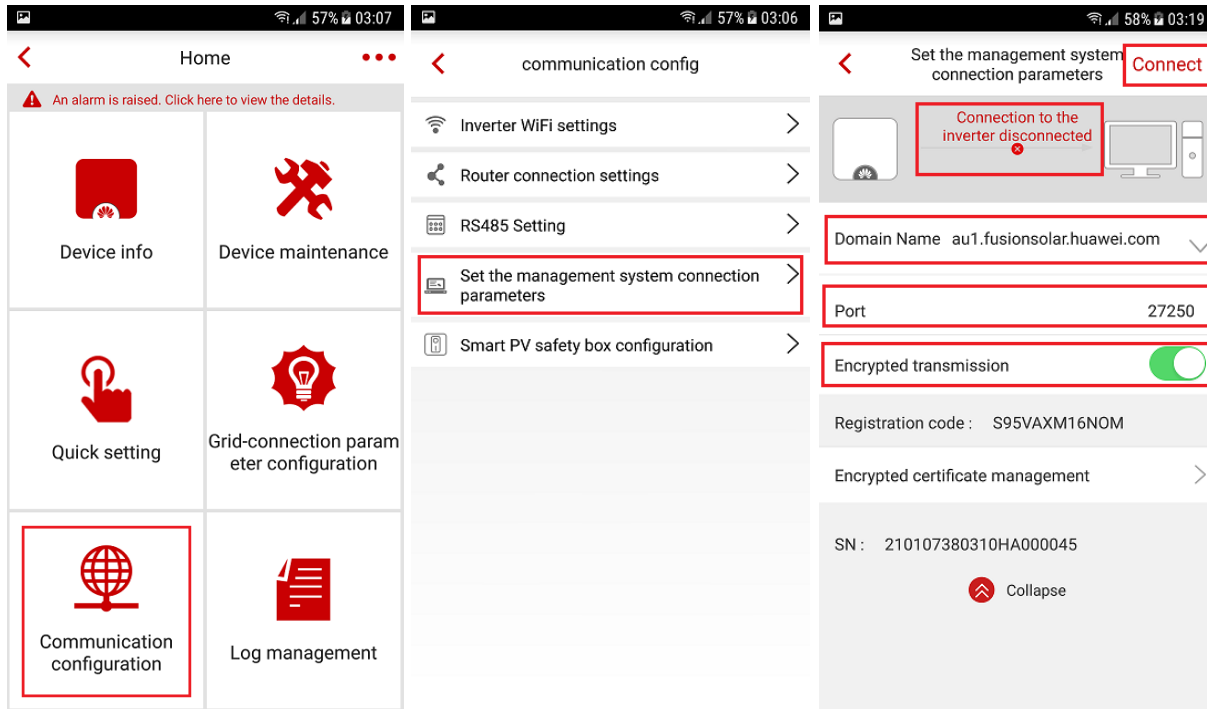 57% 03:07
Home
An alarm is raised. Click here to view the details.
Device info
Device maintenance
Quick setting
Grid-connection param
eter configuration
Communication
configuration
Log management
57% 03:06
communication config
Inverter WiFi settings
Router connection settings
RS485 Setting
Set the management system connection
parameters
Smart PV safety box configuration
58% 03:19
Set the management system
connection parameters
Connect
Connection to the
inverter disconnected
Domain Name au1.fusionsolar.huawei.com
Port 27250
Encrypted transmission
Registration code : S95VAXM16NOM
Encrypted certificate management
SN : 210107380310HA000045
Collapse